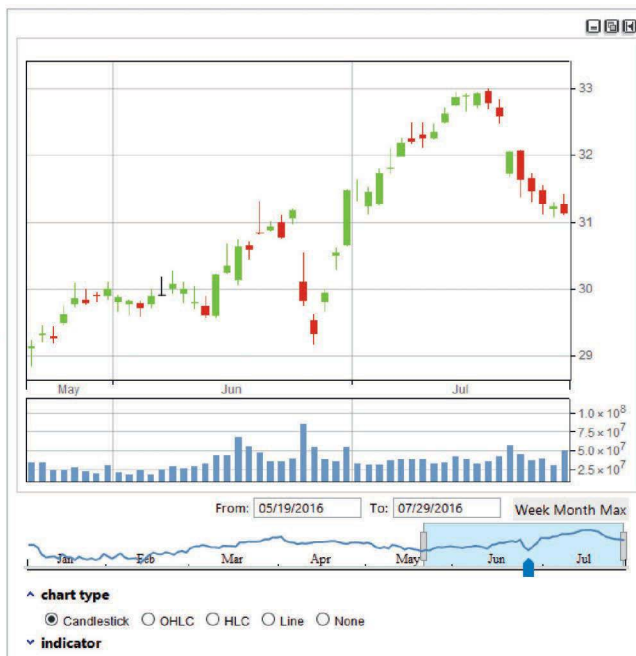 33
32
31
30
29
May Jun Jul
1.0 × 10⁸
7.5 × 10⁷
5.0 × 10⁷
2.5 × 10⁷
From: 05/19/2016 To: 07/29/2016 Week Month Max
Jan Feb Mar Apr May Jun Jul
chart type
Candlestick OHLC HLC Line None
indicator